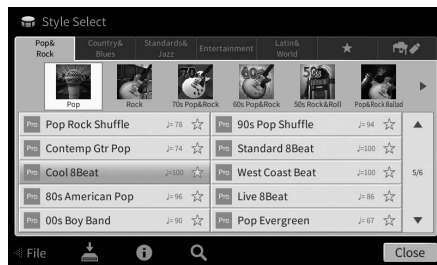 Style Select
Pop& Rock
Country& Blues
Standards& Jazz
Entertainment
Latin& World
Pop
Rock
70s Pop&Rock
60s Pop&Rock
50s Rock&Roll
Pop&Rock Ballad
Pro Pop Rock Shuffle ♩= 78
Pro 90s Pop Shuffle ♩= 94
Pro Contemp Gtr Pop ♩= 74
Pro Standard 8Beat ♩=100
Pro Cool 8Beat ♩=100
Pro West Coast Beat ♩=100
5/6
Pro 80s American Pop ♩= 96
Pro Live 8Beat ♩= 86
Pro 00s Boy Band ♩= 90
Pro Pop Evergreen ♩= 67
File
Close